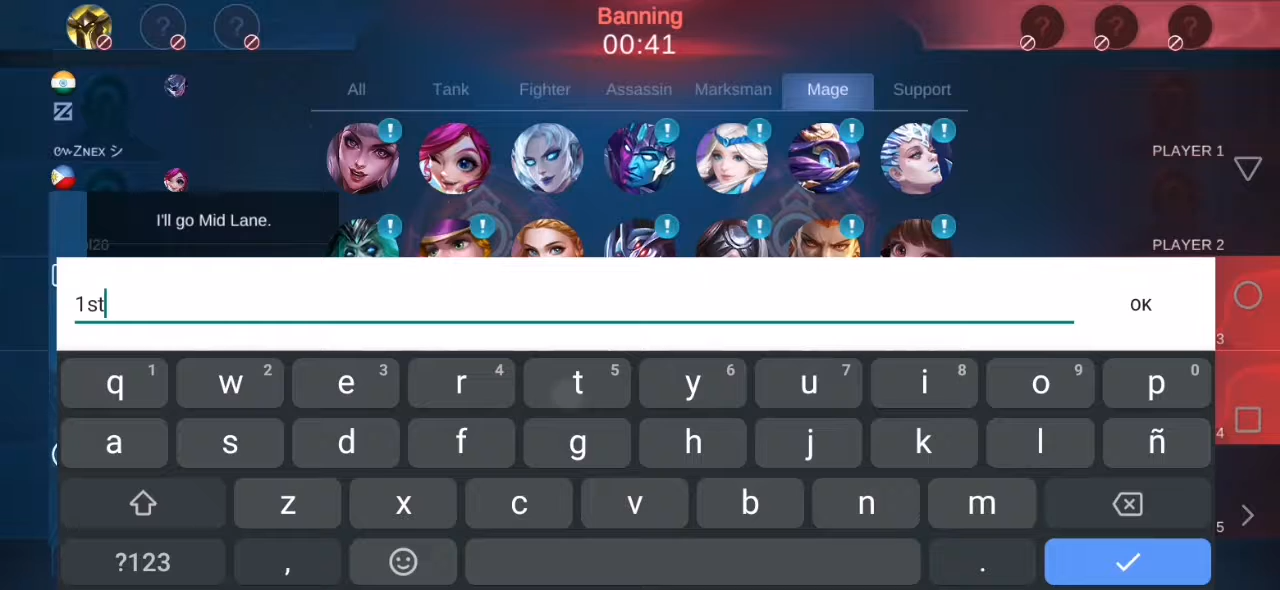 Banning
00:41
All Tank Fighter Assassin Marksman Mage Support
ZNEX シ
PLAYER 1
I'll go Mid Lane.
PLAYER 2
1st
OK
3
q 1 w 2 e 3 r 4 t 5 y 6 u 7 i 8 o 9 p 0
a s d f g h j k l ñ
4
z x c v b n m
5
?123 , .